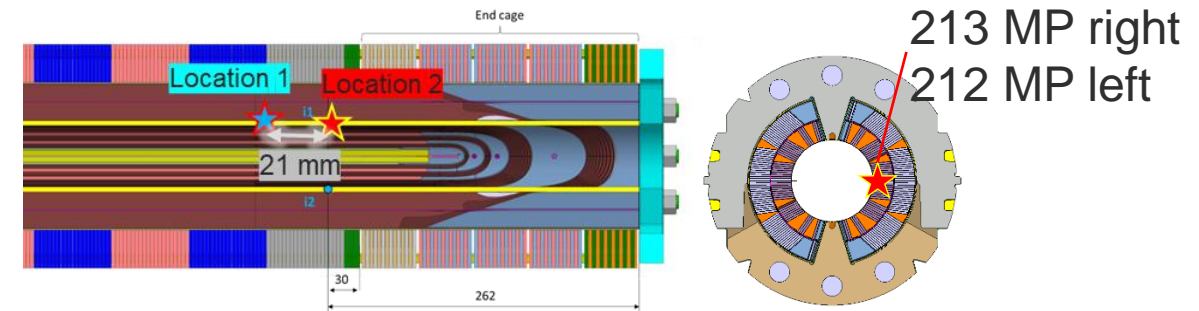 End cage
213 MP right
212 MP left
Location 1
Location 2
i1
21 mm
i2
30
262